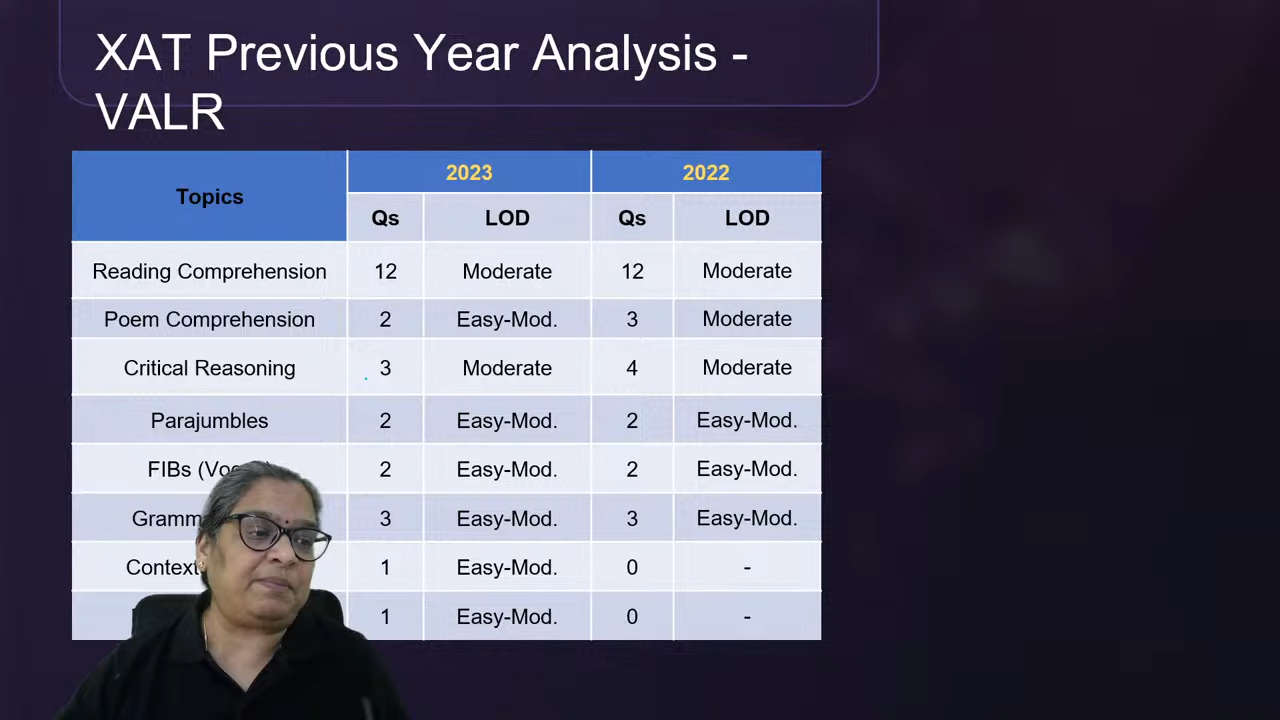 XAT Previous Year Analysis -
VALR
Topics 2023 2022
Qs LOD Qs LOD
Reading Comprehension 12 Moderate 12 Moderate
Poem Comprehension 2 Easy-Mod. 3 Moderate
Critical Reasoning 3 Moderate 4 Moderate
Parajumbles 2 Easy-Mod. 2 Easy-Mod.
FIBs 2 Easy-Mod. 2 Easy-Mod.
3 Easy-Mod. 3 Easy-Mod.
1 Easy-Mod. 0 -
1 Easy-Mod. 0 -